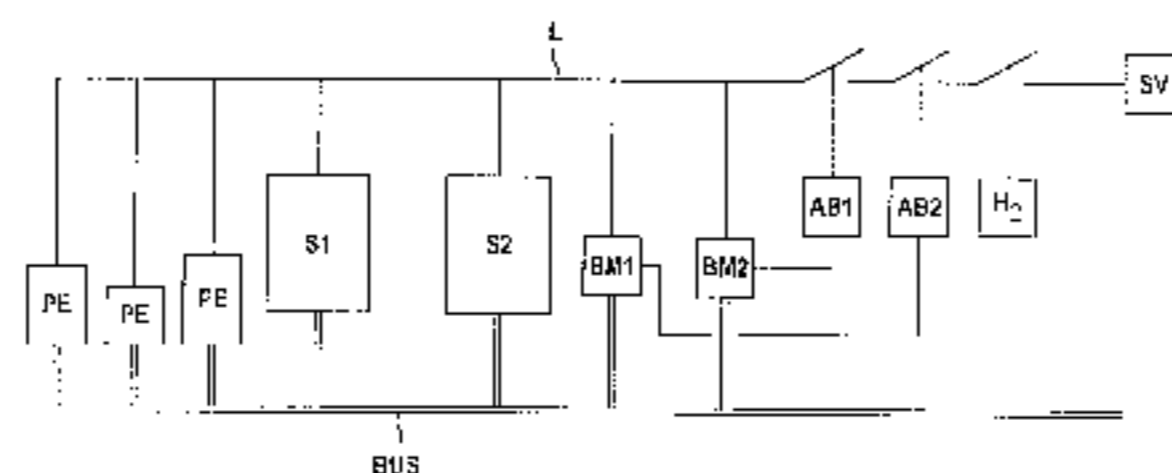 L
SV
AB1 AB2 H2
S1 S2
BM1 BM2
PE PE PE
BUS